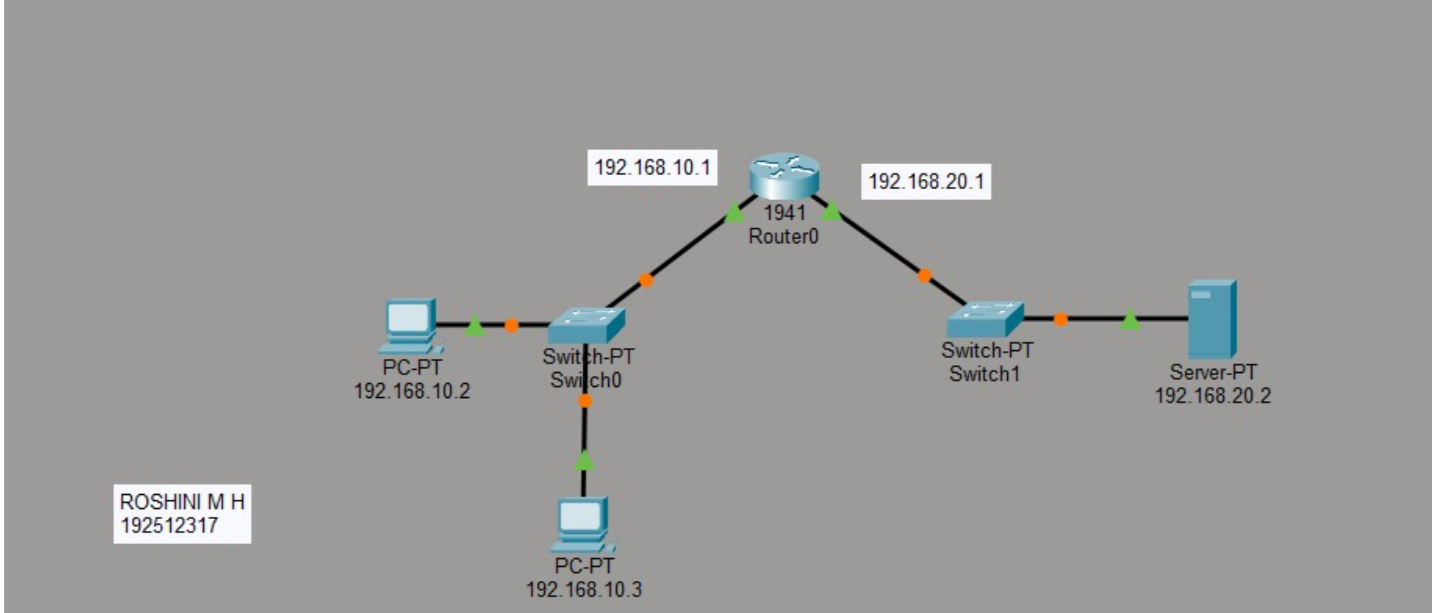 192.168.10.1
192.168.20.1
1941
Router0
PC-PT
192.168.10.2
Switch-PT
Switch0
Switch-PT
Switch1
Server-PT
192.168.20.2
ROSHINI M H
192512317
PC-PT
192.168.10.3